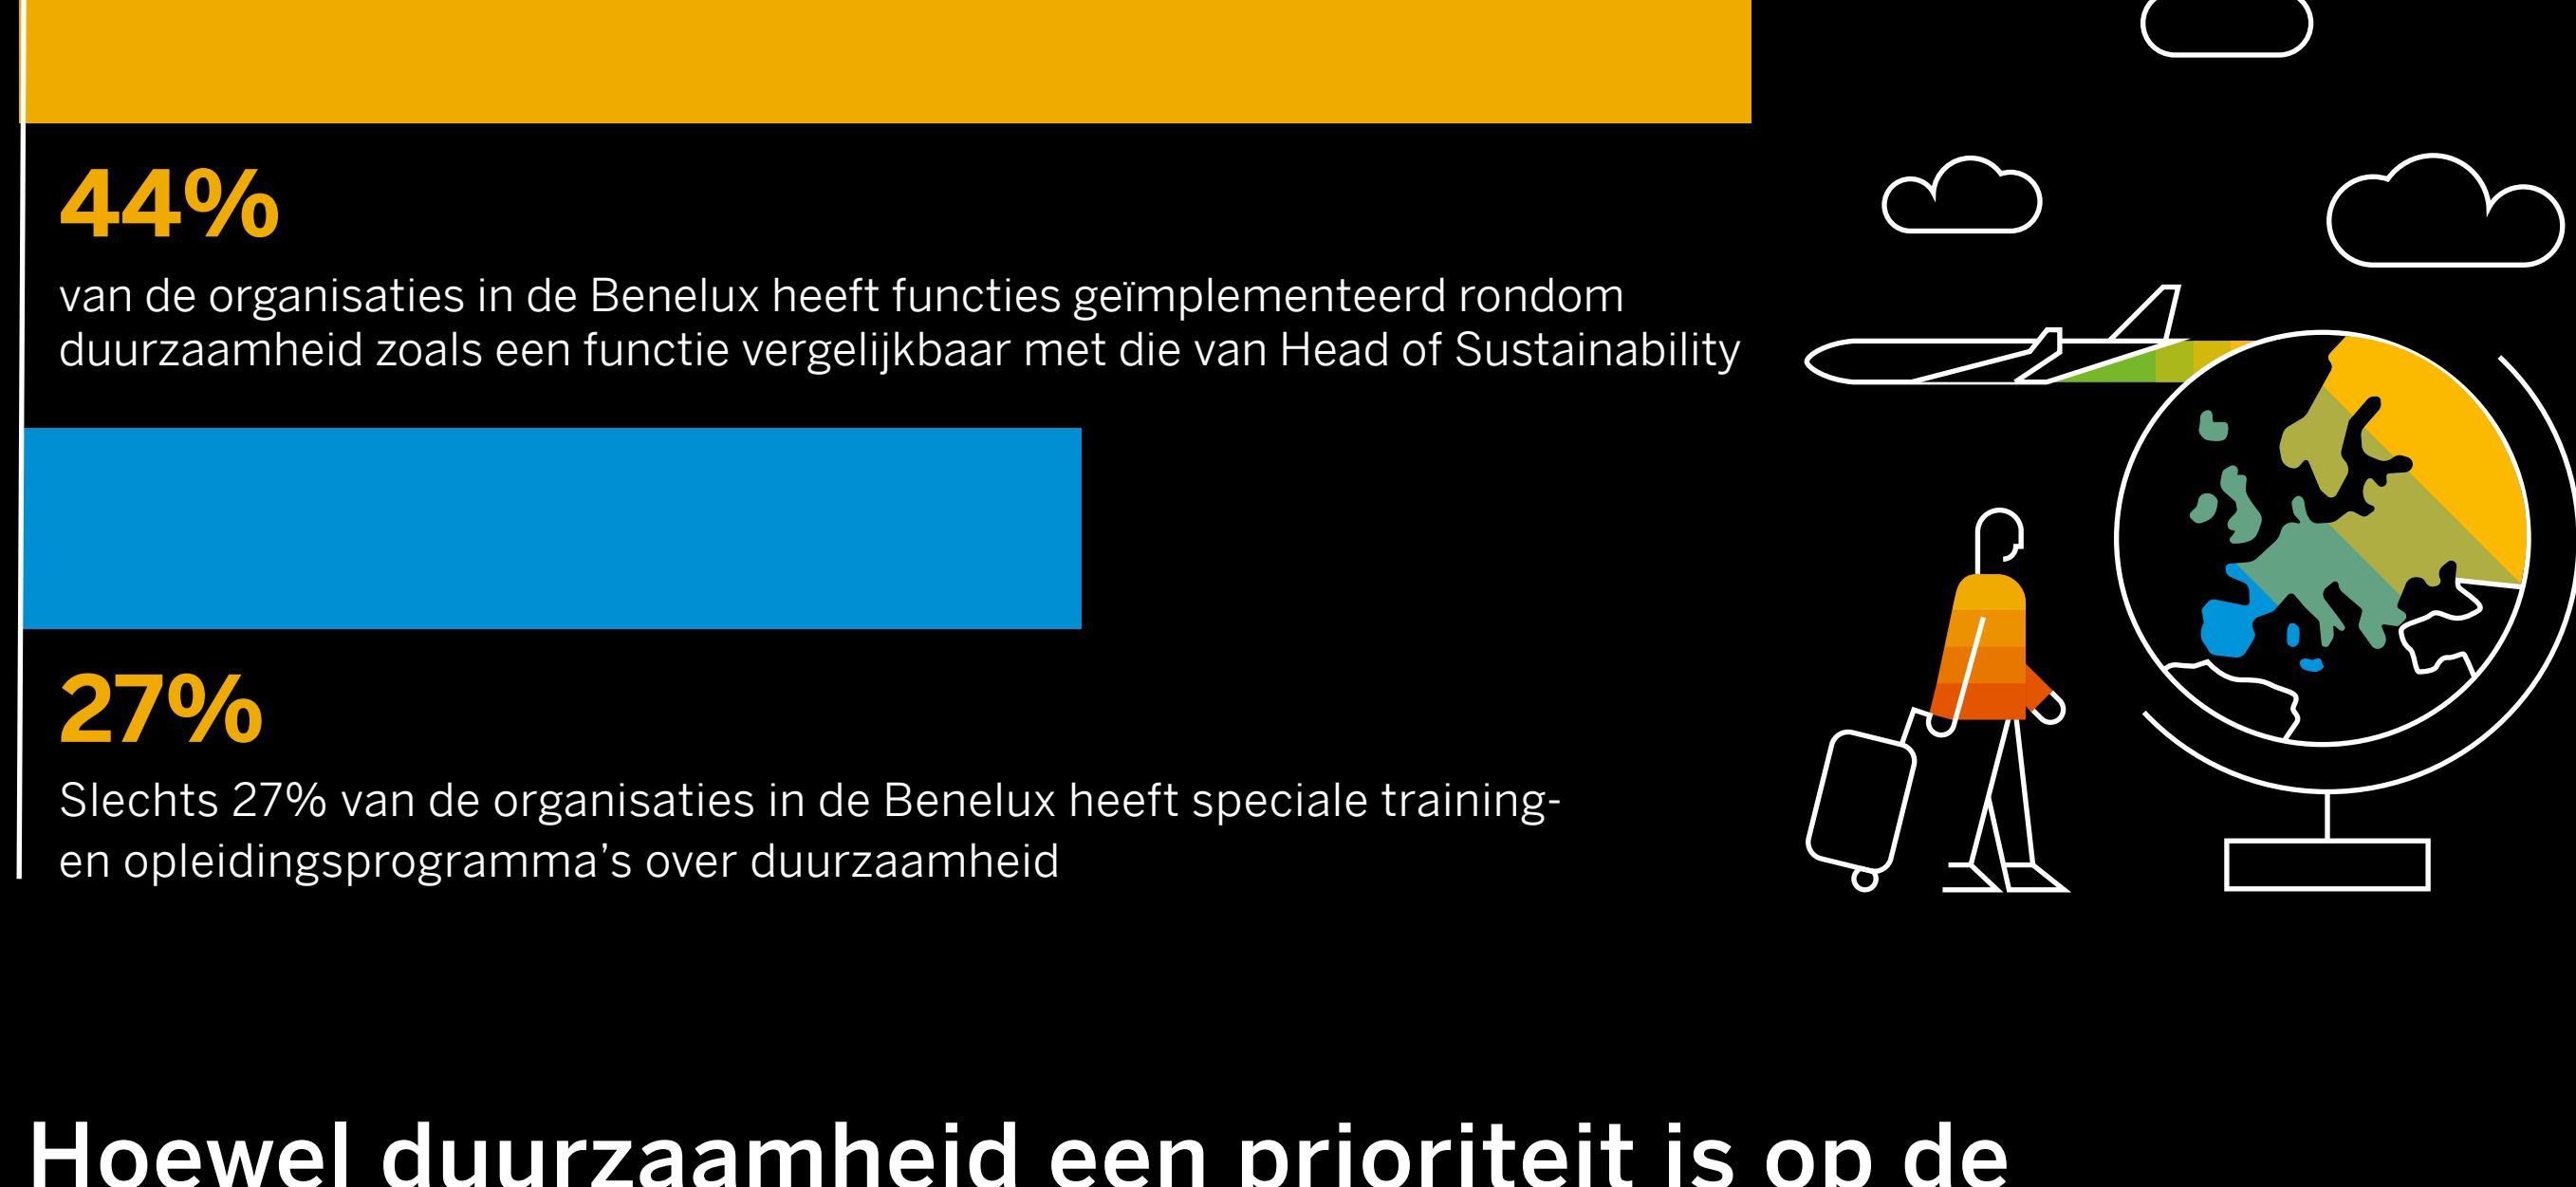 44%
van de organisaties in de Benelux heeft functies geïmplementeerd rondom
duurzaamheid zoals een functie vergelijkbaar met die van Head of Sustainability
27%
Slechts 27% van de organisaties in de Benelux heeft speciale training-
en opleidingsprogramma’s over duurzaamheid
Hoewel duurzaamheid een prioriteit is op de